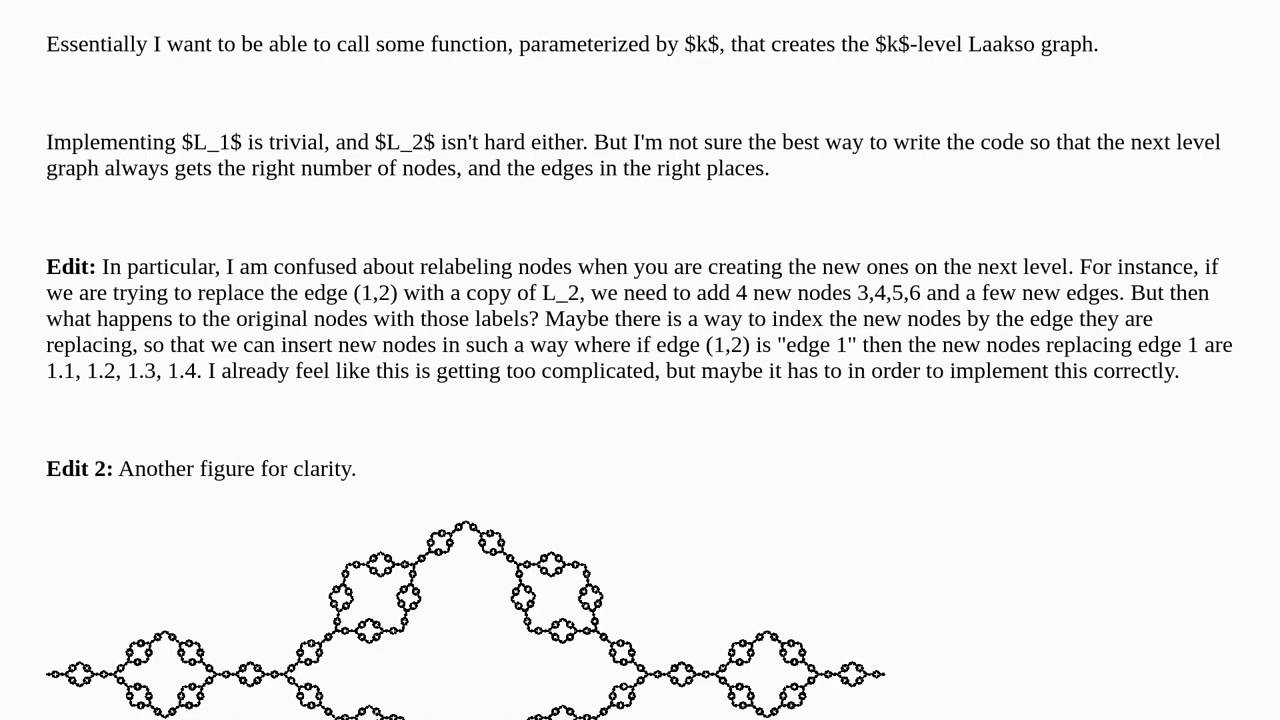 Essentially I want to be able to call some function, parameterized by $k$, that creates the $k$-level Laakso graph.
Implementing $L_1$ is trivial, and $L_2$ isn't hard either. But I'm not sure the best way to write the code so that the next level
graph always gets the right number of nodes, and the edges in the right places.
Edit: In particular, I am confused about relabeling nodes when you are creating the new ones on the next level. For instance, if
we are trying to replace the edge (1,2) with a copy of L_2, we need to add 4 new nodes 3,4,5,6 and a few new edges. But then
what happens to the original nodes with those labels? Maybe there is a way to index the new nodes by the edge they are
replacing, so that we can insert new nodes in such a way where if edge (1,2) is "edge 1" then the new nodes replacing edge 1 are
1.1, 1.2, 1.3, 1.4. I already feel like this is getting too complicated, but maybe it has to in order to implement this correctly.
Edit 2: Another figure for clarity.